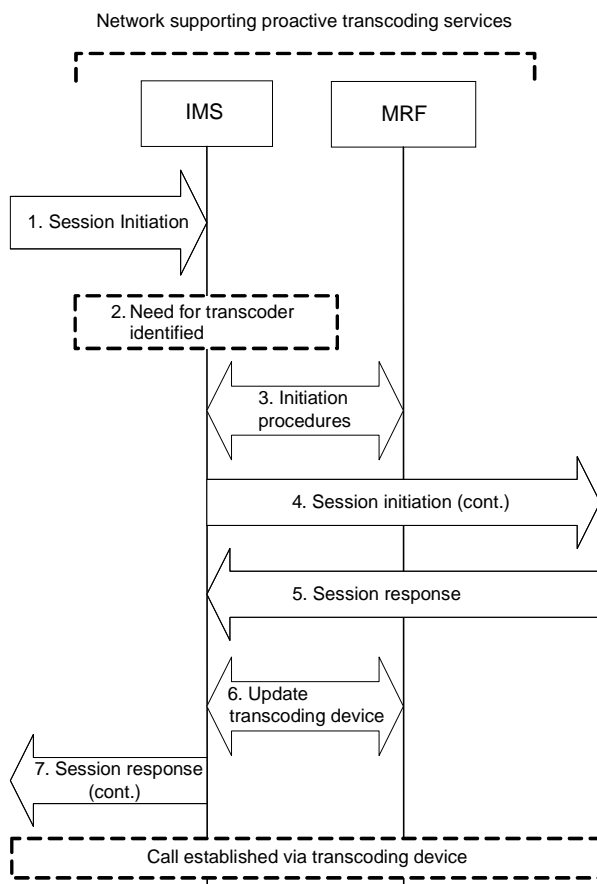 Network supporting proactive transcoding services
IMS
MRF
1. Session Initiation
2. Need for transcoder
identified
3. Initiation
procedures
4. Session initiation (cont.)
5. Session response
6. Update
transcoding device
7. Session response
(cont.)
Call established via transcoding device